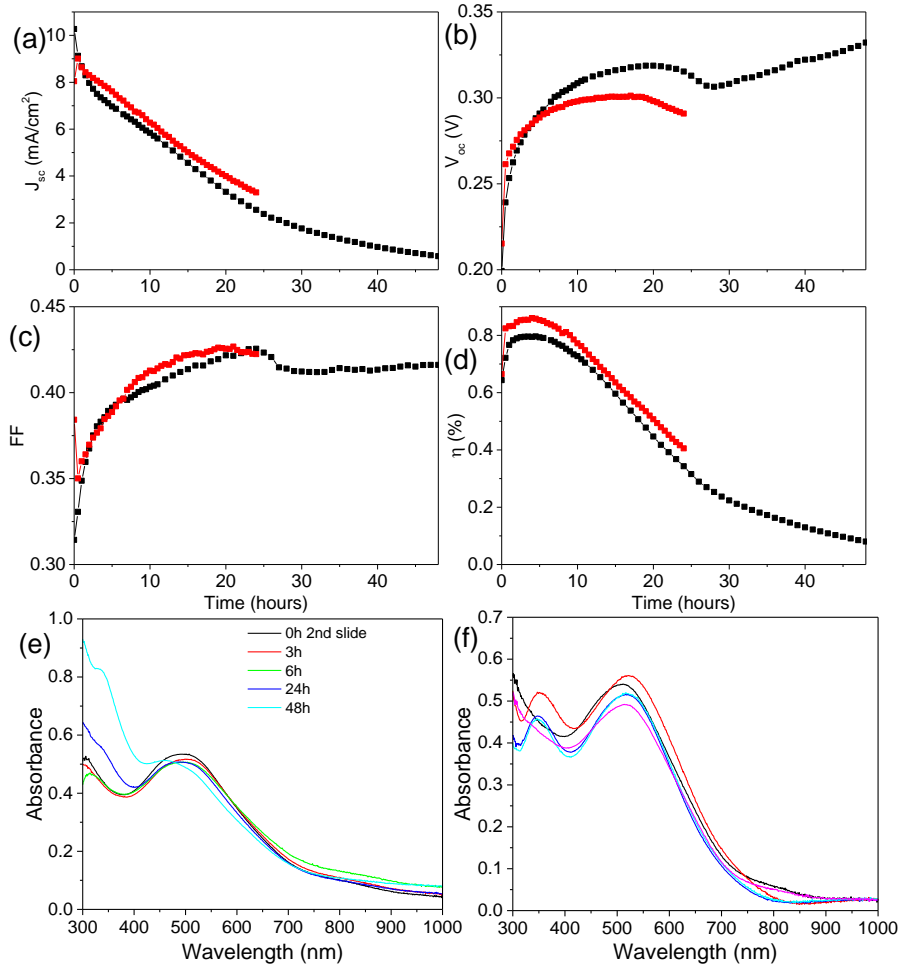 (a)
10
8
6
4
2
0
J_sc (mA/cm²)
0 10 20 30 40
(b)
0.35
0.30
0.25
0.20
V_oc (V)
0 10 20 30 40
(c)
0.45
0.40
0.35
0.30
FF
0 10 20 30 40
Time (hours)
(d)
0.8
0.6
0.4
0.2
0.0
η (%)
0 10 20 30 40
Time (hours)
(e)
1.0
0.8
0.6
0.4
0.2
0.0
Absorbance
0h 2nd slide
3h
6h
24h
48h
300 400 500 600 700 800 900 1000
Wavelength (nm)
(f)
0.7
0.6
0.5
0.4
0.3
0.2
0.1
0.0
Absorbance
300 400 500 600 700 800 900 1000
Wavelength (nm)